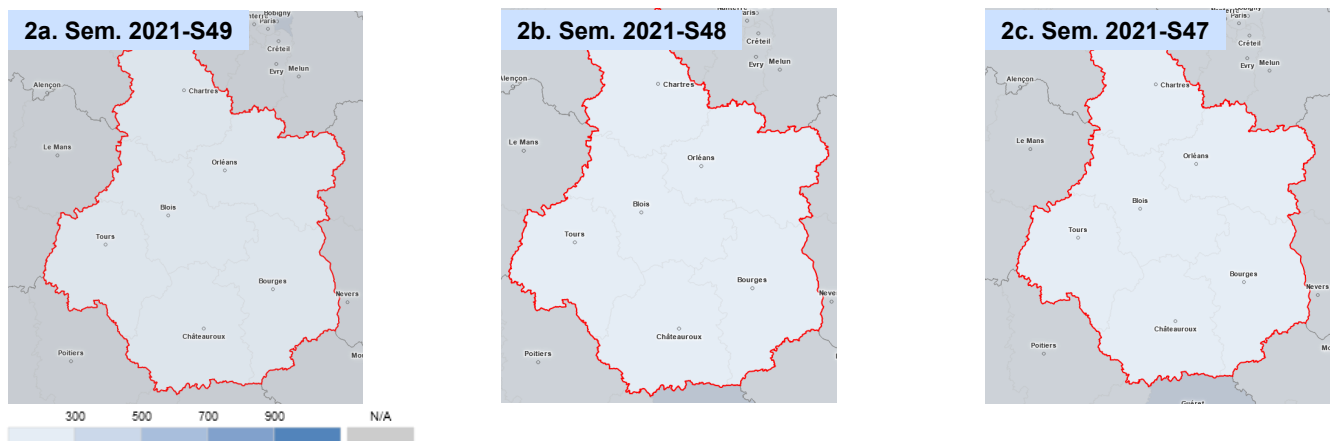 2a. Sem. 2021-S49
Bobigny
Paris
Créteil
Evry
Melun
Alençon
Chartres
Le Mans
Orléans
Blois
Tours
Bourges
Nevers
Châteauroux
Poitiers
2b. Sem. 2021-S48
Nanterre
Paris
Créteil
Evry
Melun
Alençon
Chartres
Le Mans
Orléans
Blois
Tours
Bourges
Châteauroux
Poitiers
2c. Sem. 2021-S47
Paris
Créteil
Evry
Melun
Alençon
Chartres
Le Mans
Orléans
Blois
Tours
Bourges
Nevers
Châteauroux
Poitiers
300 500 700 900 N/A